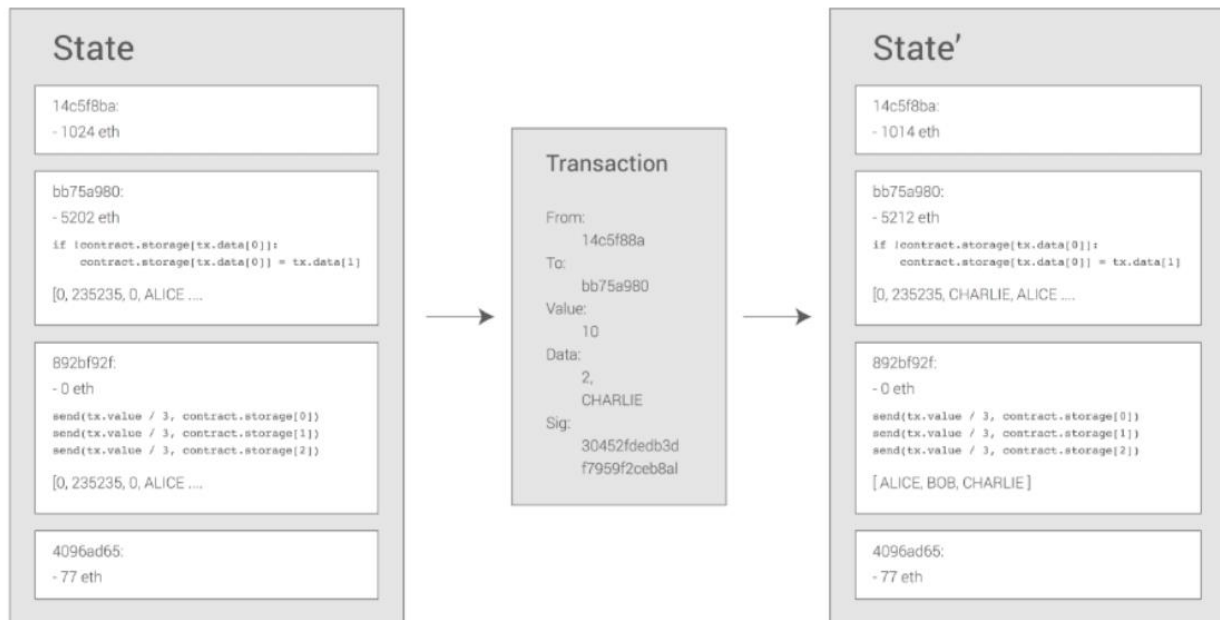 State
14c5f8ba:
- 1024 eth
bb75a980:
- 5202 eth
if !contract.storage[tx.data[0]]:
contract.storage[tx.data[0]] = tx.data[1]
[0, 235235, 0, ALICE ....
892bf92f:
- 0 eth
send(tx.value / 3, contract.storage[0])
send(tx.value / 3, contract.storage[1])
send(tx.value / 3, contract.storage[2])
[0, 235235, 0, ALICE ....
4096ad65:
- 77 eth
Transaction
From:
14c5f88a
To:
bb75a980
Value:
10
Data:
2,
CHARLIE
Sig:
30452fdedb3d
f7959f2ceb8al
State’
14c5f8ba:
- 1014 eth
bb75a980:
- 5212 eth
if !contract.storage[tx.data[0]]:
contract.storage[tx.data[0]] = tx.data[1]
[0, 235235, CHARLIE, ALICE ....
892bf92f:
- 0 eth
send(tx.value / 3, contract.storage[0])
send(tx.value / 3, contract.storage[1])
send(tx.value / 3, contract.storage[2])
[ ALICE, BOB, CHARLIE ]
4096ad65:
- 77 eth